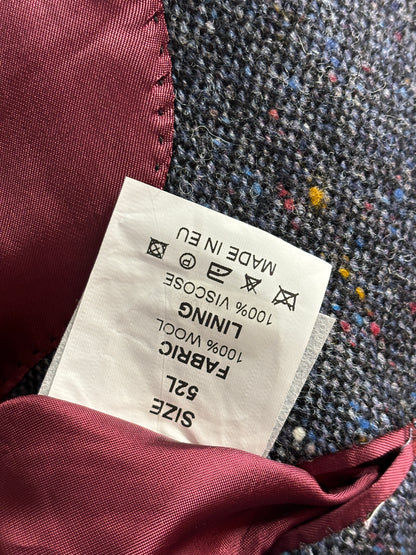 SIZE
52L
FABRIC
100% WOOL
LINING
100% VISCOSE
P
MADE IN EU